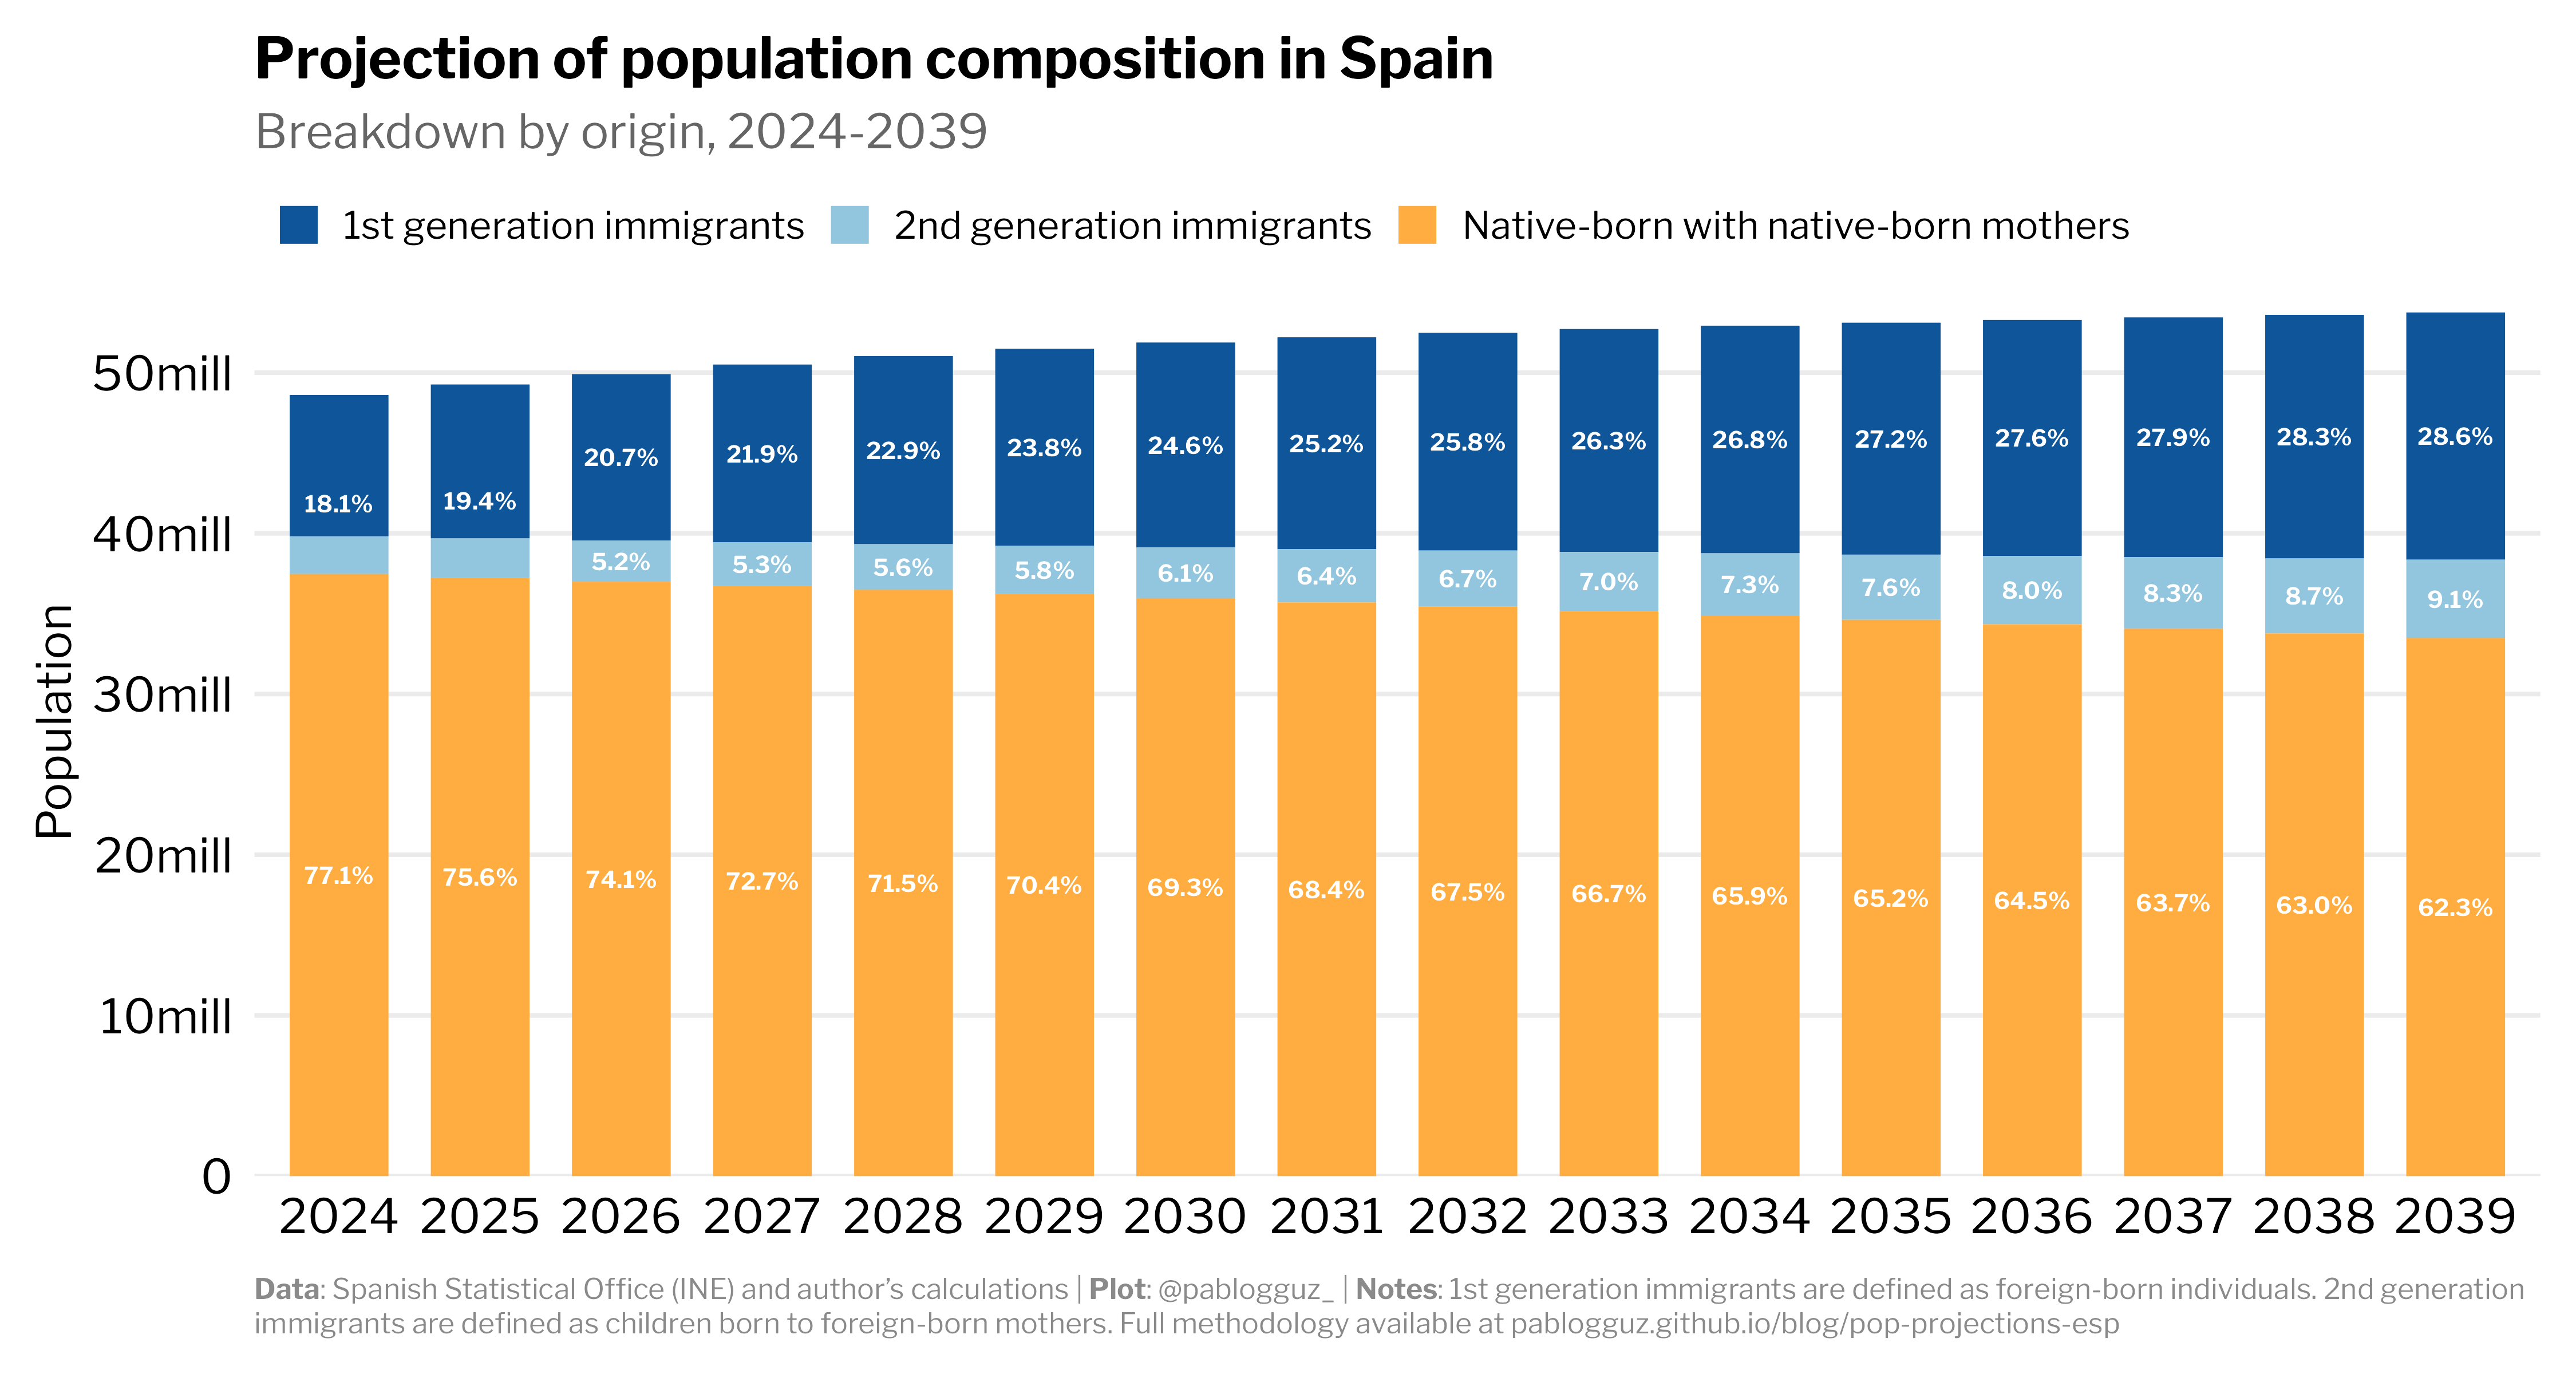 Projection of population composition in Spain
Breakdown by origin, 2024-2039
1st generation immigrants 2nd generation immigrants Native-born with native-born mothers
Population
50mill
40mill
30mill
20mill
10mill
0
18.1% 19.4% 20.7% 21.9% 22.9% 23.8% 24.6% 25.2% 25.8% 26.3% 26.8% 27.2% 27.6% 27.9% 28.3% 28.6%
5.2% 5.3% 5.6% 5.8% 6.1% 6.4% 6.7% 7.0% 7.3% 7.6% 8.0% 8.3% 8.7% 9.1%
77.1% 75.6% 74.1% 72.7% 71.5% 70.4% 69.3% 68.4% 67.5% 66.7% 65.9% 65.2% 64.5% 63.7% 63.0% 62.3%
2024 2025 2026 2027 2028 2029 2030 2031 2032 2033 2034 2035 2036 2037 2038 2039
Data: Spanish Statistical Office (INE) and author’s calculations | Plot: @pablogguz_ | Notes: 1st generation immigrants are defined as foreign-born individuals. 2nd generation
immigrants are defined as children born to foreign-born mothers. Full methodology available at pablogguz.github.io/blog/pop-projections-esp